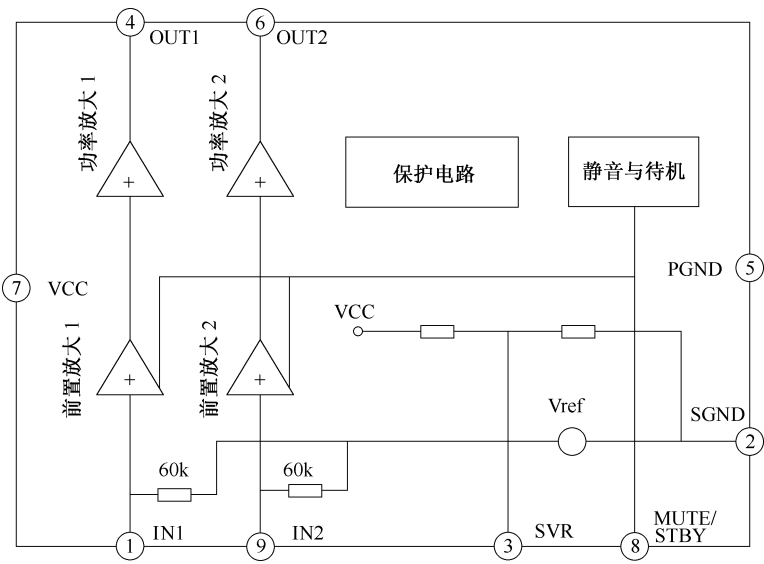 4
OUT1
6
OUT2
功率放大 1
功率放大 2
+
+
保护电路
静音与待机
7
VCC
PGND
5
前置放大 1
前置放大 2
+
+
VCC
Vref
SGND
2
60k
60k
1
IN1
9
IN2
3
SVR
8
MUTE/
STBY